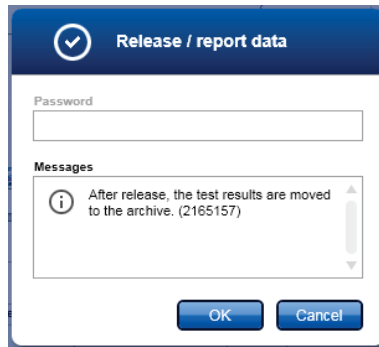 Release / report data
Password
Messages
After release, the test results are moved
to the archive. (2165157)
OK
Cancel